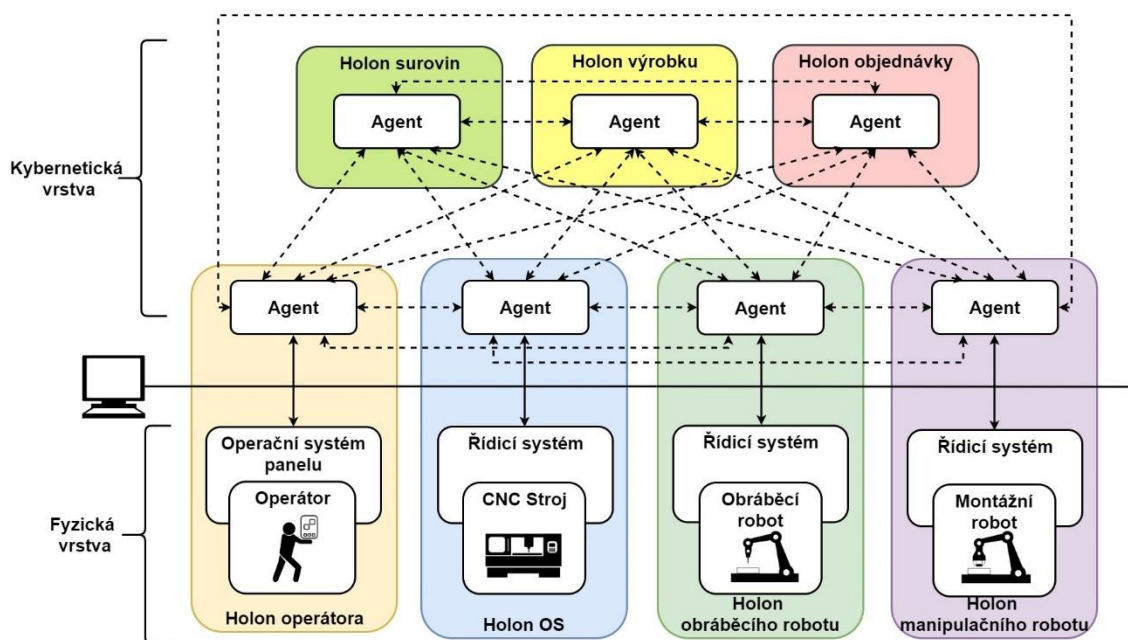 Holon surovin
Holon výrobku
Holon objednávky
Agent
Agent
Agent
Kybernetická
vrstva
Agent
Agent
Agent
Agent
Operační systém
panelu
Řídicí systém
Řídicí systém
Řídicí systém
Operátor
CNC Stroj
Obráběcí
robot
Montážní
robot
Fyzická
vrstva
Holon operátora
Holon OS
Holon
obráběcího robotu
Holon
manipulačního robotu